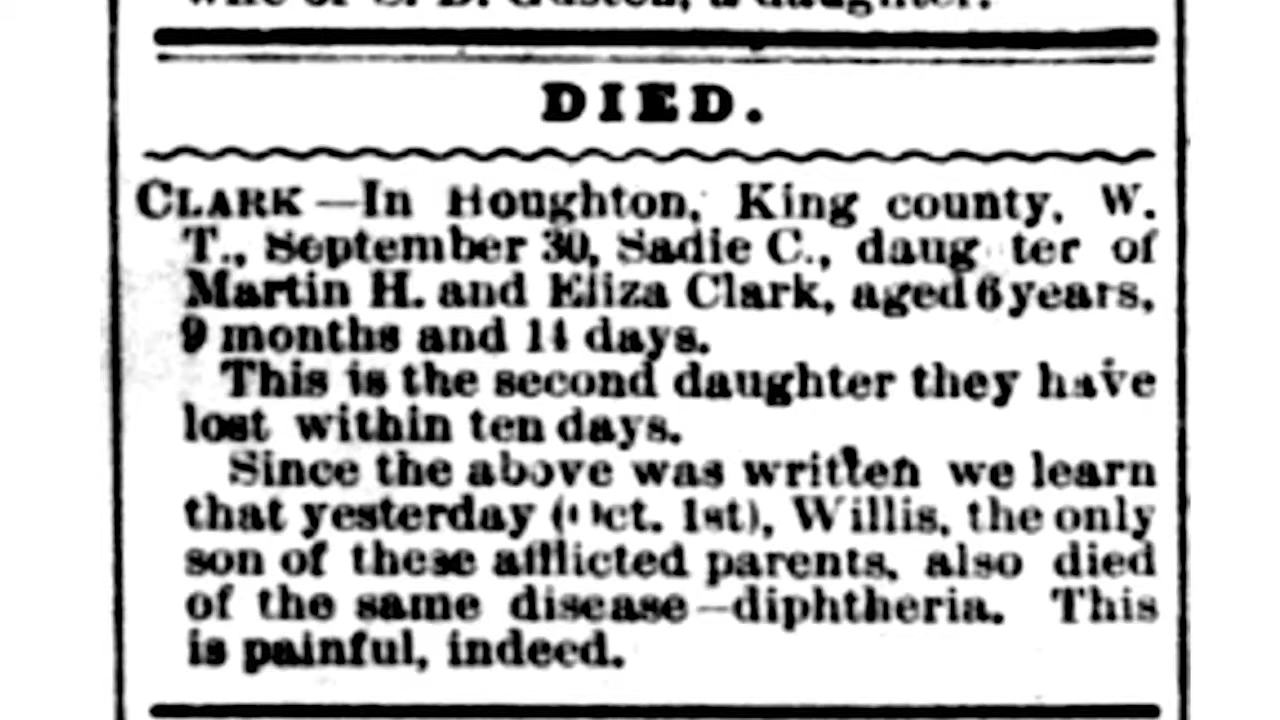 DIED.
CLARK—In Houghton, King county, W.
T., September 30, Sadie C., daug ter of
Martin H. and Eliza Clark, aged 6 years,
9 months and 14 days.
This is the second daughter they have
lost within ten days.
Since the above was written we learn
that yesterday (Oct. 1st), Willis, the only
son of these afflicted parents, also died
of the same disease—diphtheria. This
is painful, indeed.